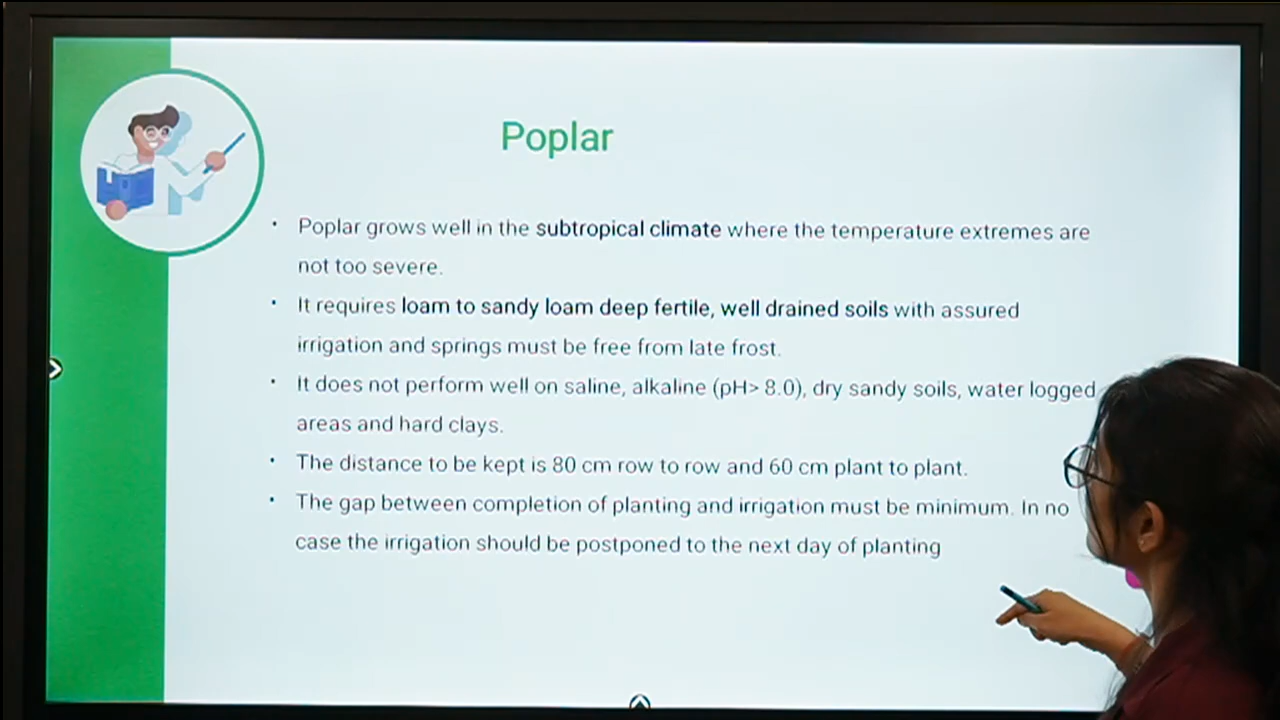 Poplar
• Poplar grows well in the subtropical climate where the temperature extremes are
not too severe.
• It requires loam to sandy loam deep fertile, well drained soils with assured
irrigation and springs must be free from late frost.
• It does not perform well on saline, alkaline (pH> 8.0), dry sandy soils, water logged
areas and hard clays.
• The distance to be kept is 80 cm row to row and 60 cm plant to plant.
• The gap between completion of planting and irrigation must be minimum. In no
case the irrigation should be postponed to the next day of planting